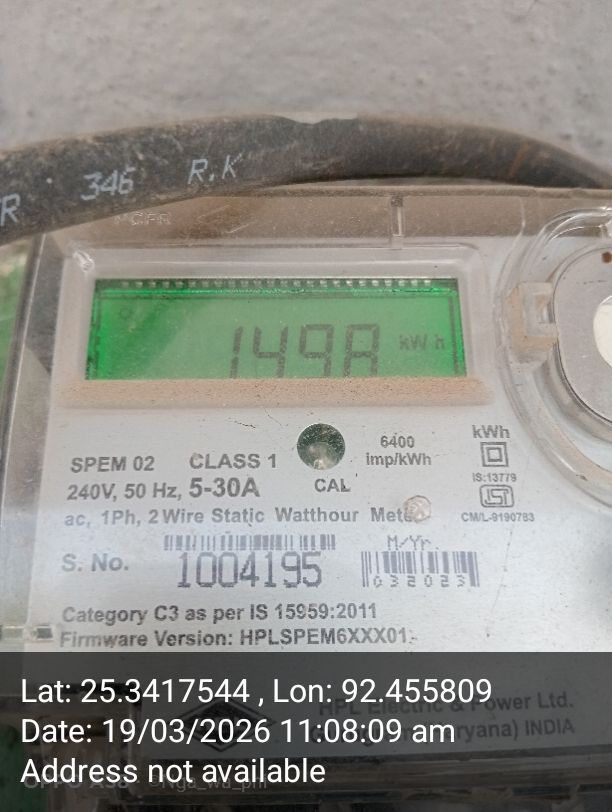 346 R.K
1498 kWh
6400
imp/kWh
kWh
SPEM 02 CLASS 1
240V, 50 Hz, 5-30A
CAL
IS:13779
ac, 1Ph, 2 Wire Static Watthour Meter
CM/L-9190783
M/Yr.
S. No. 1004195
032023
Category C3 as per IS 15959:2011
Firmware Version: HPLSPEM6XXX01
Lat: 25.3417544 , Lon: 92.455809
HPL Electric & Power Ltd.
Date: 19/03/2026 11:08:09 am
INDIA
Address not available